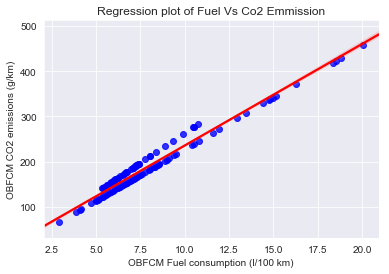 Regression plot of Fuel Vs Co2 Emmission
OBFCM CO2 emissions (g/km)
500
400
300
200
100
2.5 5.0 7.5 10.0 12.5 15.0 17.5 20.0
OBFCM Fuel consumption (l/100 km)